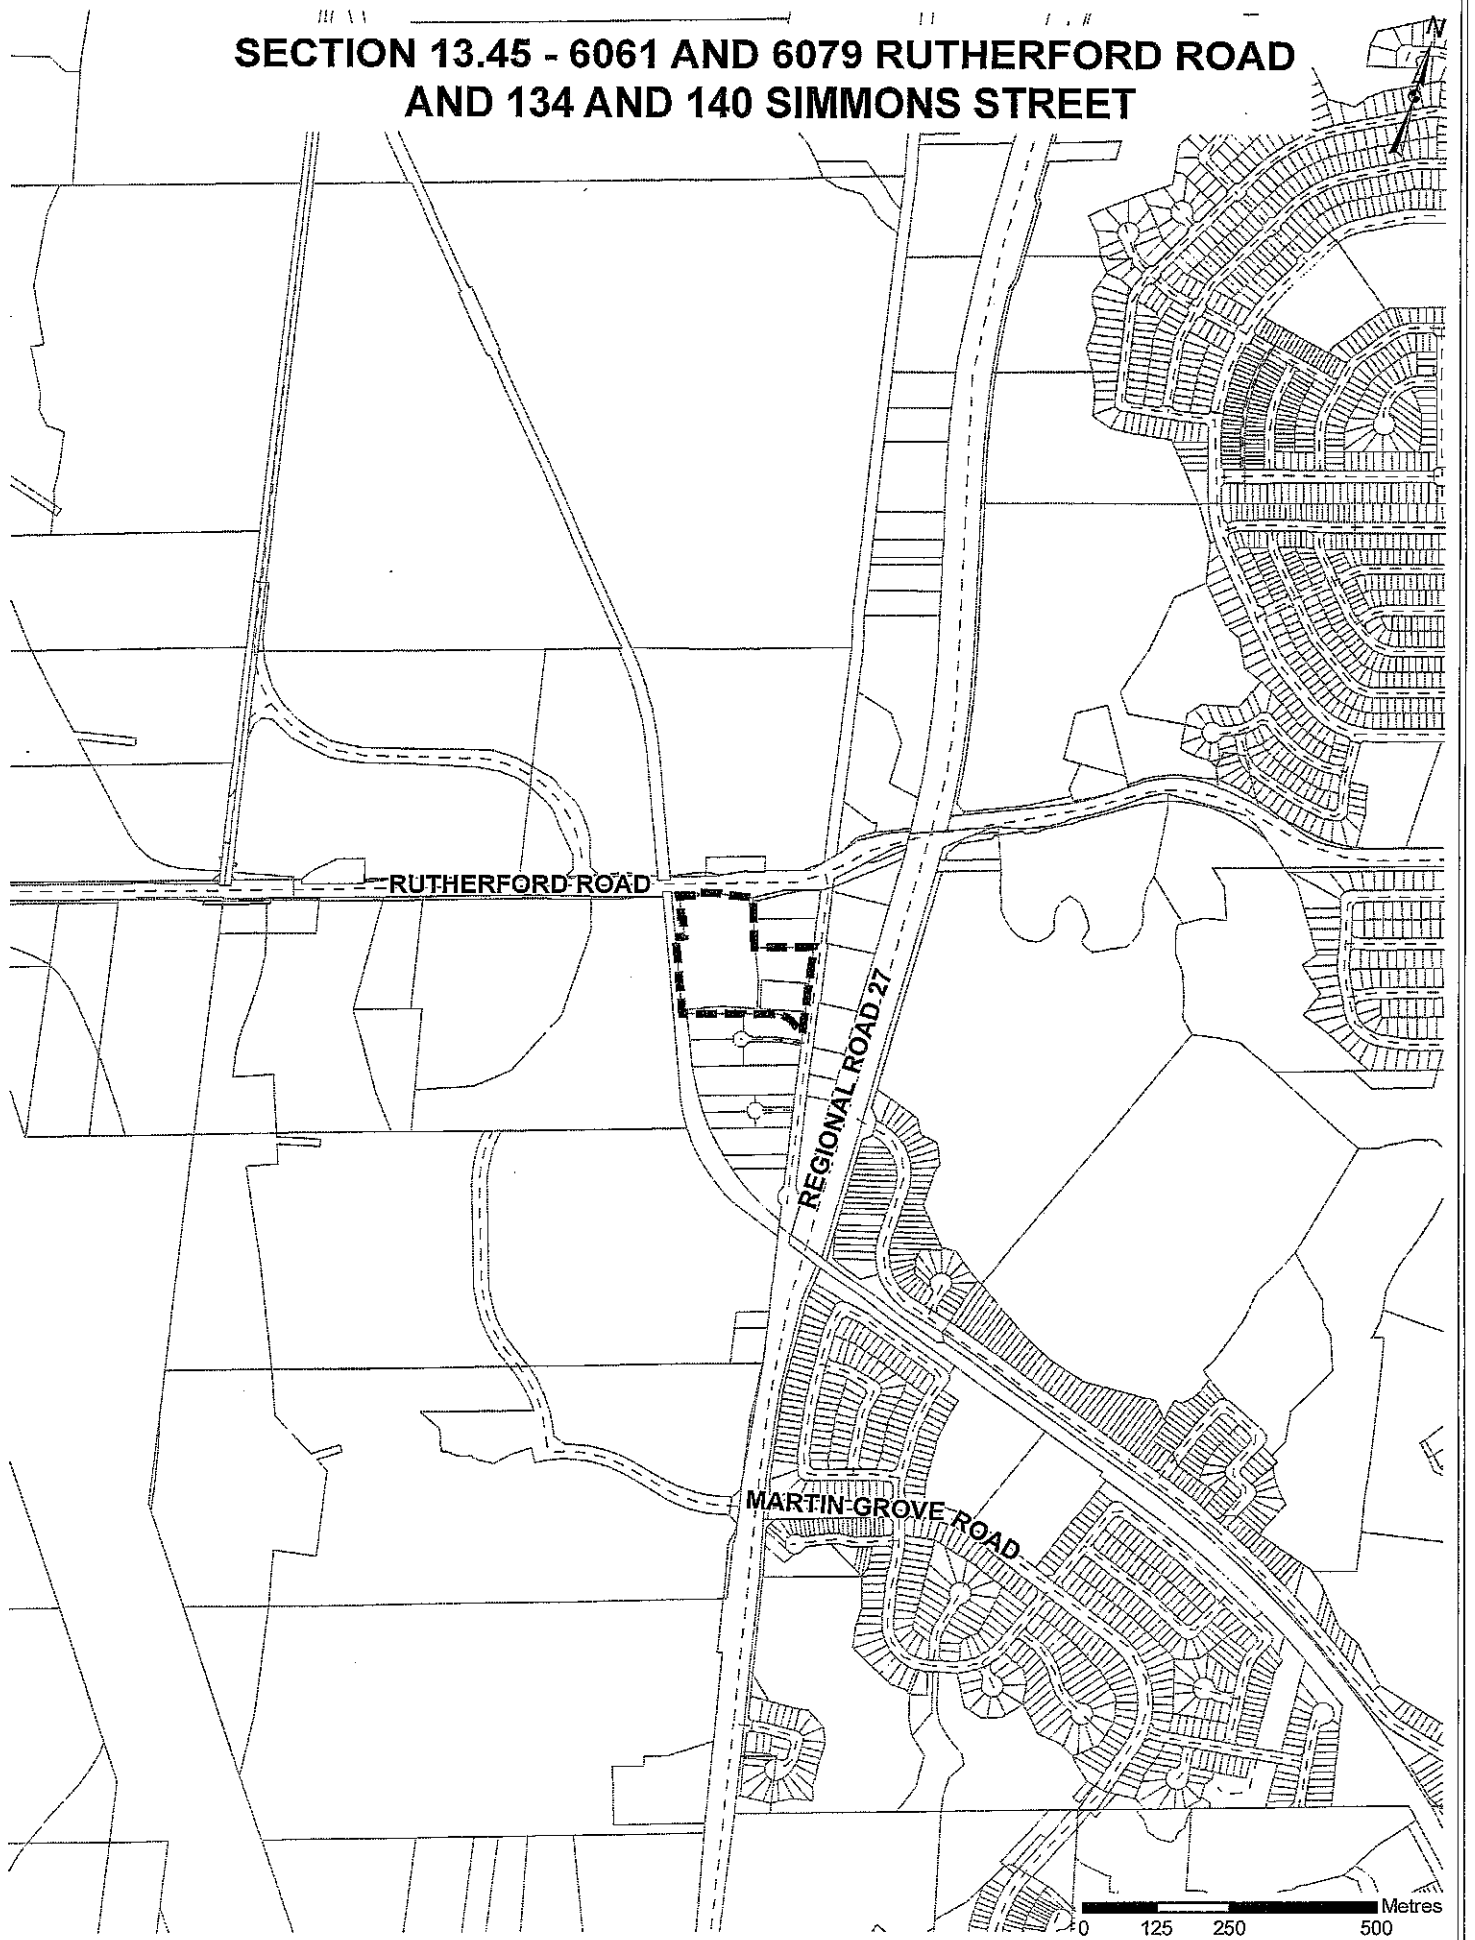 SECTION 13.45 - 6061 AND 6079 RUTHERFORD ROAD
AND 134 AND 140 SIMMONS STREET
N
RUTHERFORD ROAD
REGIONAL ROAD 27
MARTIN GROVE ROAD
Metres
0 125 250 500